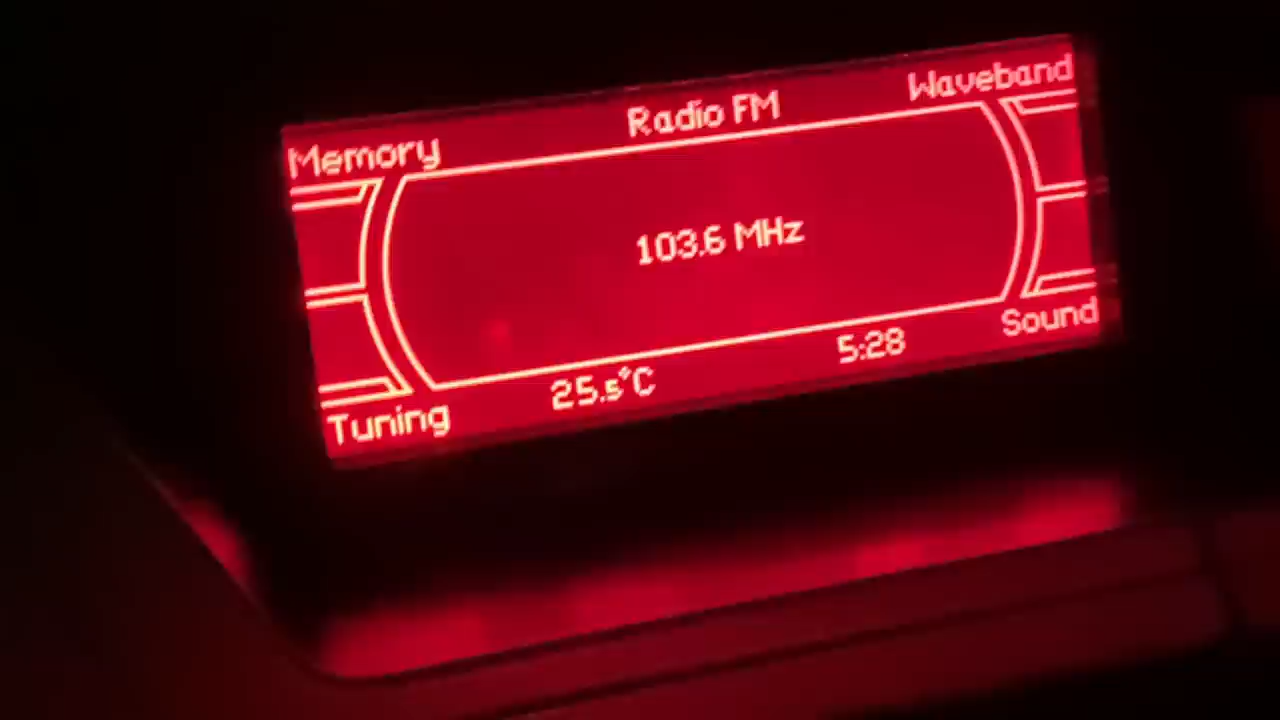 Memory
Radio FM
Waveband
103.6 MHz
25.5°C
5:28
Tuning
Sound